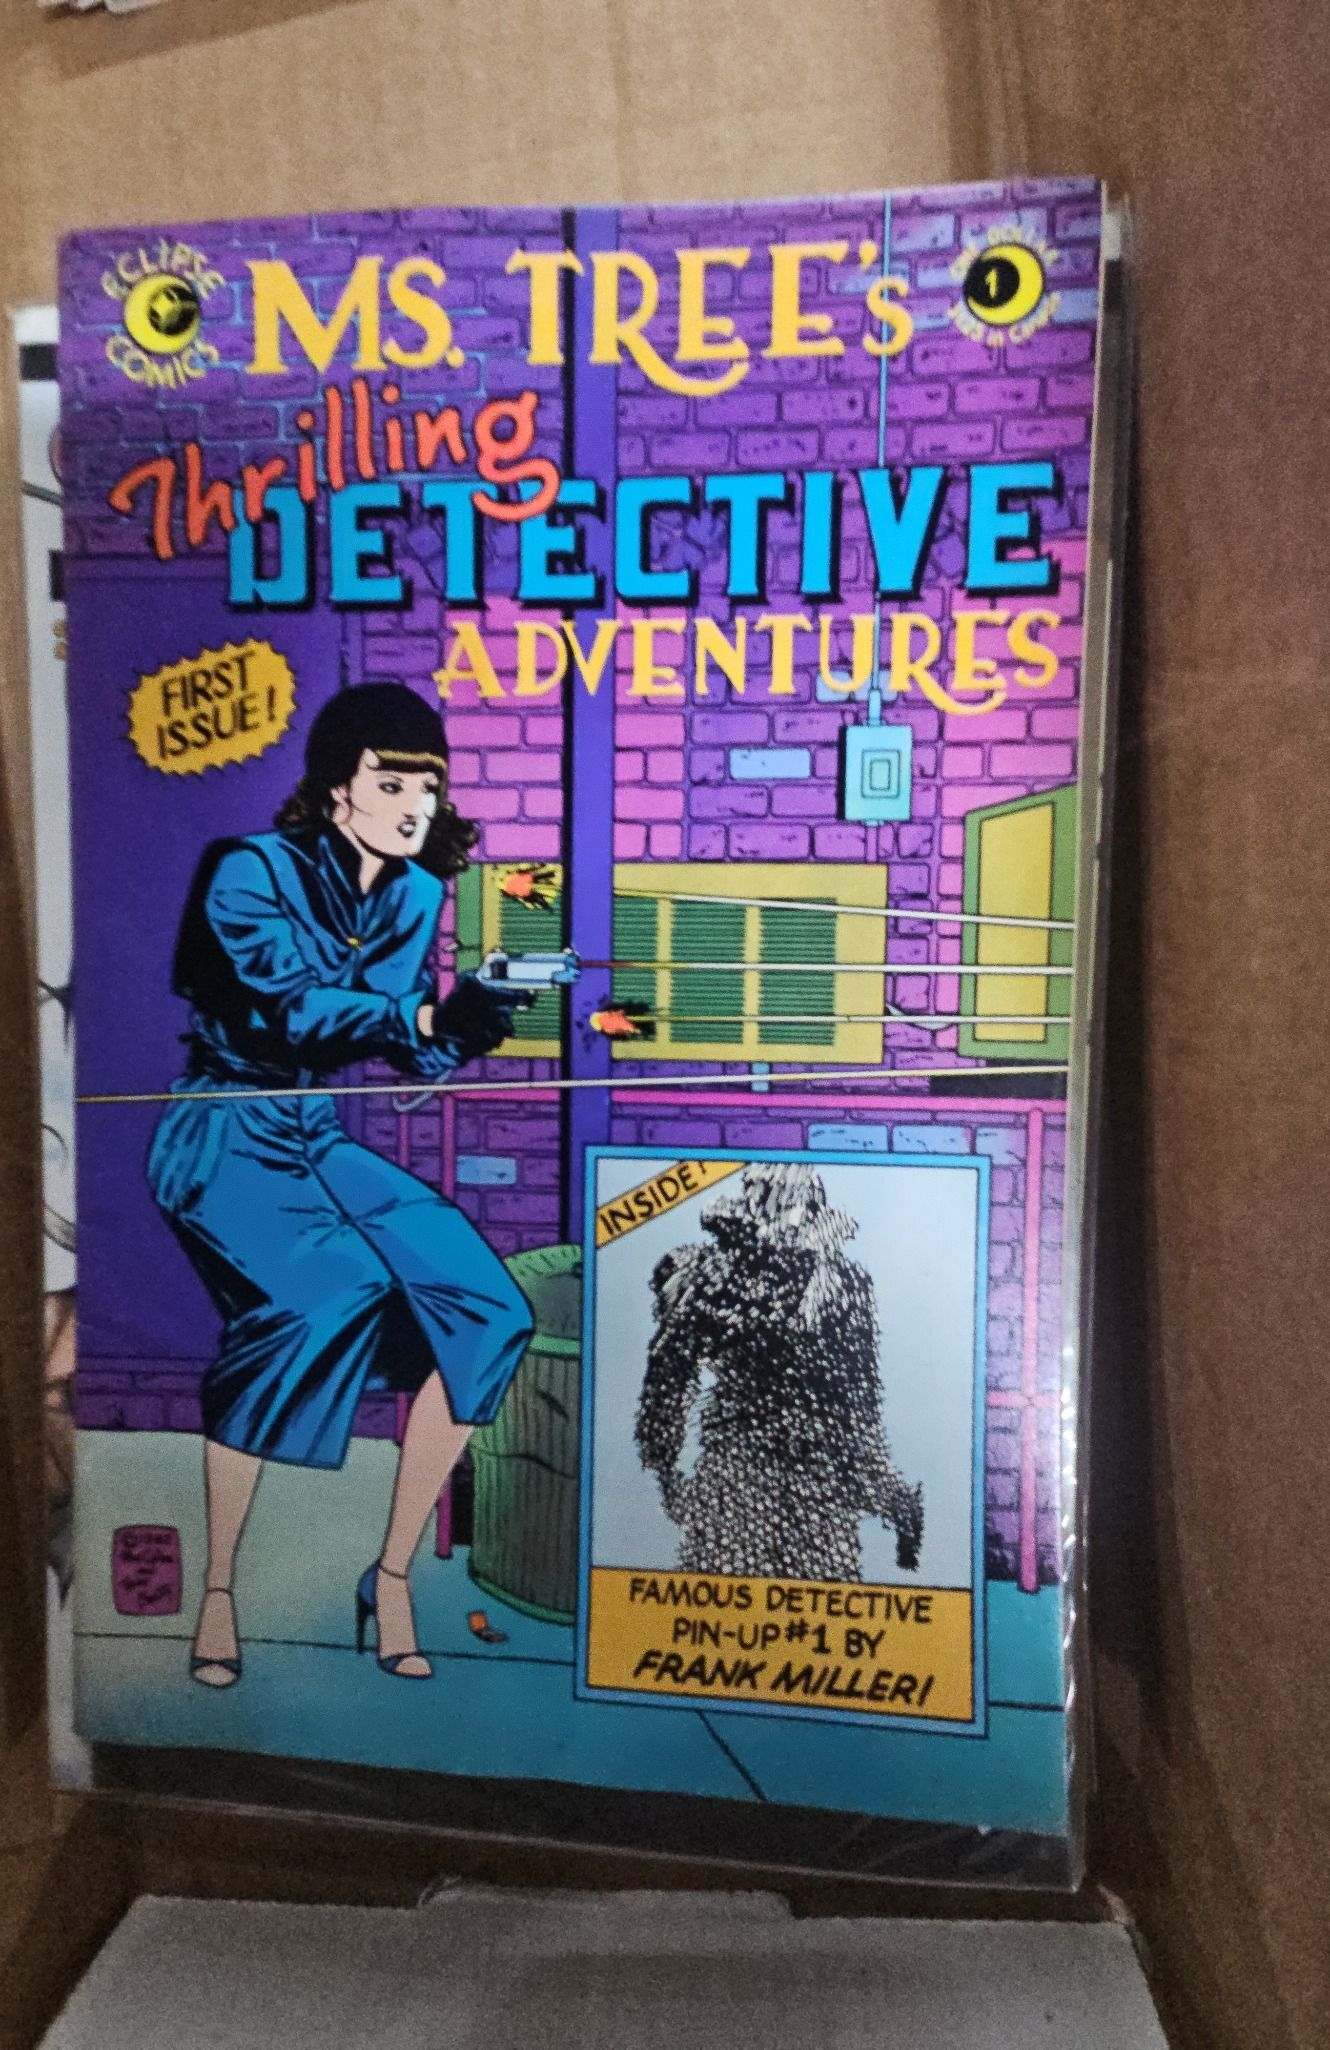 ECLIPSE COMICS
MS. TREE's
1
Thrilling
DETECTIVE
ADVENTURES
FIRST
ISSUE!
INSIDE!
FAMOUS DETECTIVE
PIN-UP #1 BY
FRANK MILLER!